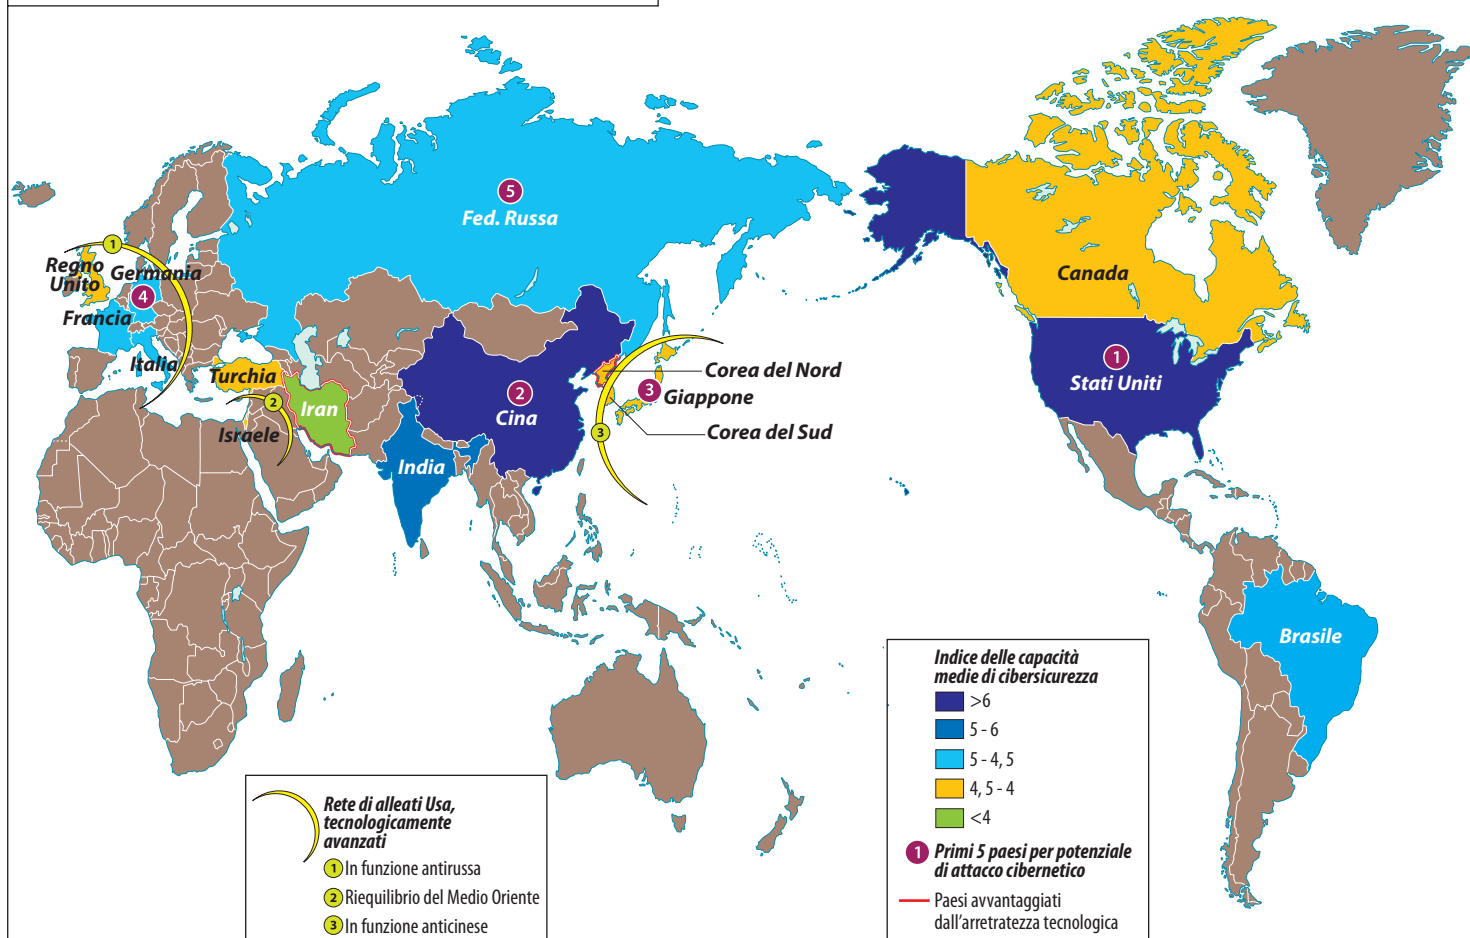 5
Fed. Russa
1
Regno
Unito
Germania
4
Francia
Italia
Turchia
2
Iran
Israele
2
Cina
India
Corea del Nord
3
Giappone
3
Corea del Sud
Canada
1
Stati Uniti
Brasile
Rete di alleati Usa,
tecnologicamente
avanzati
1 In funzione antirussa
2 Riequilibrio del Medio Oriente
3 In funzione anticinese
Indice delle capacità
medie di cibersicurezza
>6
5 - 6
5 - 4, 5
4, 5 - 4
<4
1 Primi 5 paesi per potenziale
di attacco cibernetico
Paesi avvantaggiati
dall'arretratezza tecnologica